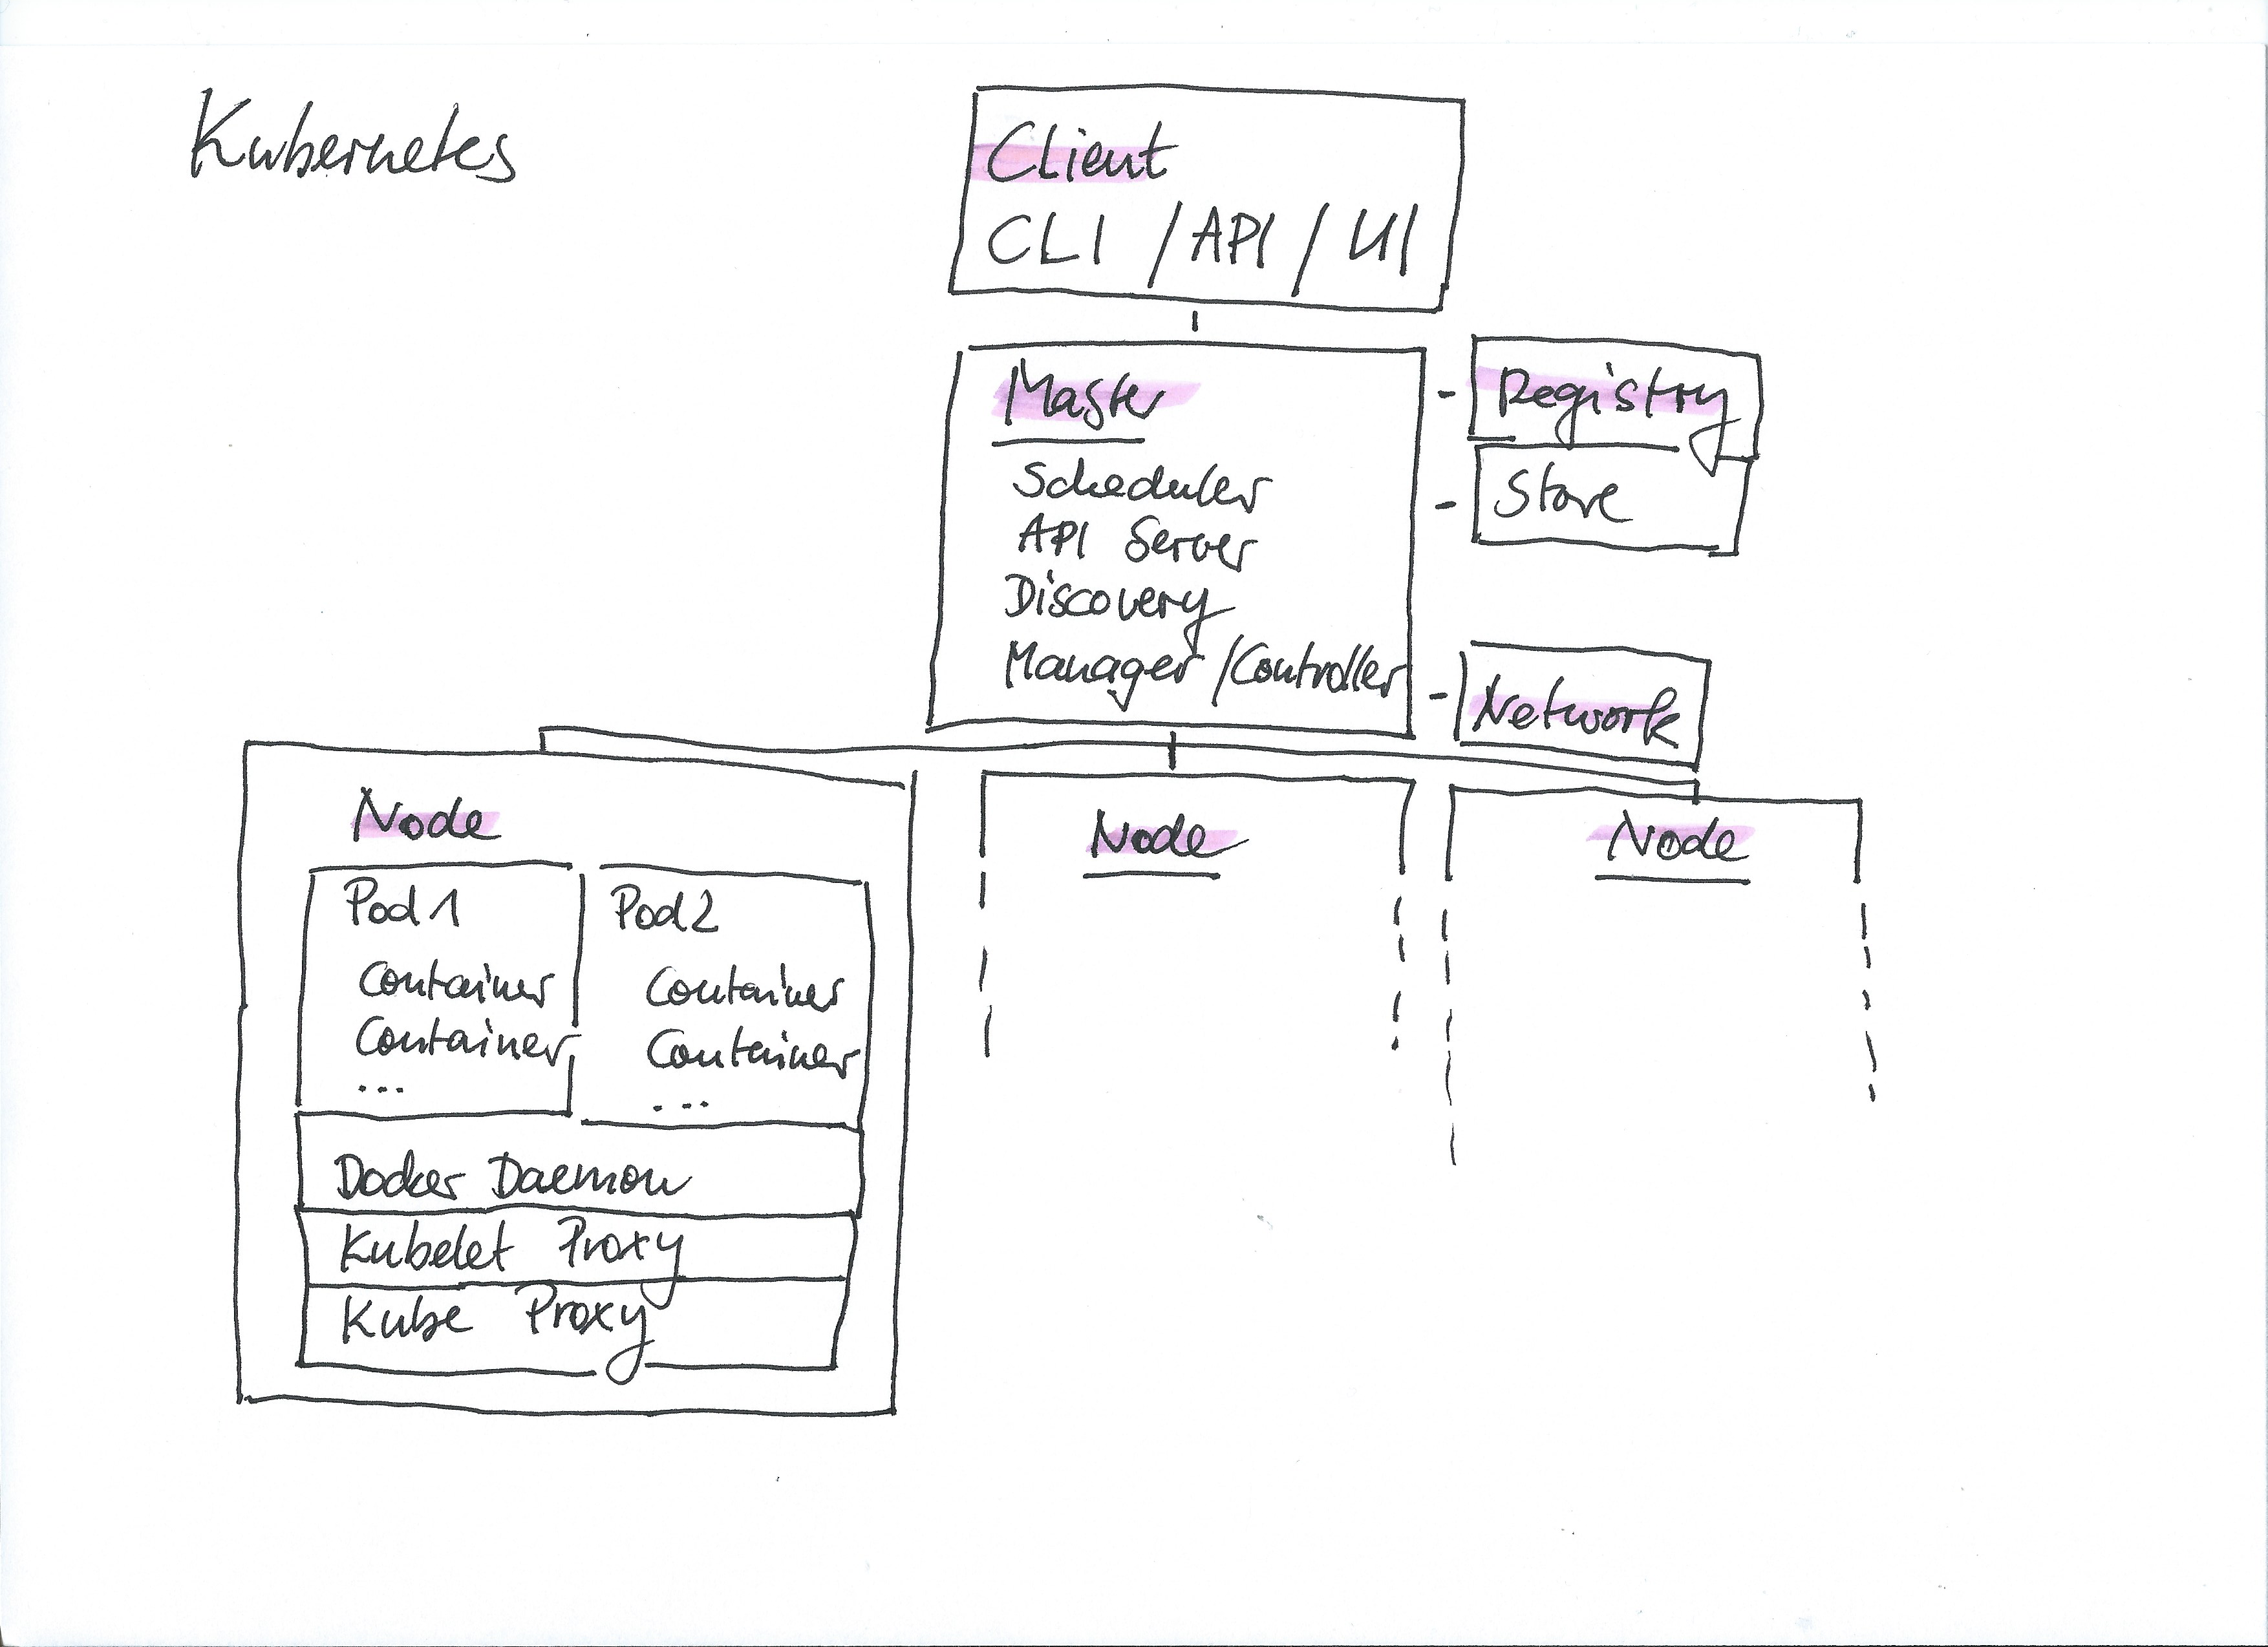 Kubernetes
Client
CLI / API / UI
Master
Scheduler
API Server
Discovery
Manager / Controller
Registry
Store
Network
Node
Pod 1
Container
Container
...
Pod 2
Container
Container
...
Docker Daemon
Kubelet Proxy
Kube Proxy
Node
Node